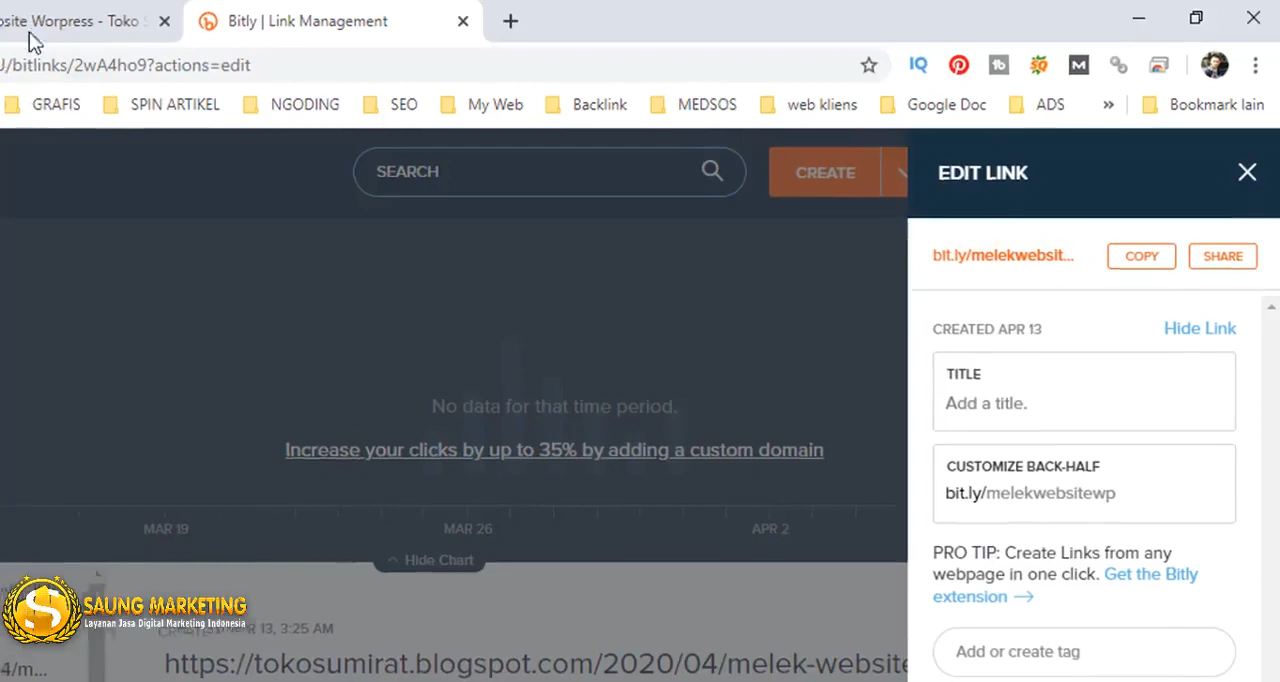 osite Worpress - Toko S
Bitly | Link Management
J/bitlinks/2wA4ho9?actions=edit
IQ
GRAFIS
SPIN ARTIKEL
NGODING
SEO
My Web
Backlink
MEDSOS
web kliens
Google Doc
ADS
»
Bookmark lain
SEARCH
CREATE
EDIT LINK
bit.ly/melekwebsit...
COPY
SHARE
CREATED APR 13
Hide Link
TITLE
Add a title.
CUSTOMIZE BACK-HALF
bit.ly/melekwebsitewp
PRO TIP: Create Links from any
webpage in one click. Get the Bitly
extension →
Add or create tag
No data for that time period.
Increase your clicks by up to 35% by adding a custom domain
MAR 19
MAR 26
APR 2
Hide Chart
SAUNG MARKETING
Layanan Jasa Digital Marketing Indonesia
13, 3:25 AM
https://tokosumirat.blogspot.com/2020/04/melek-website
4/m...